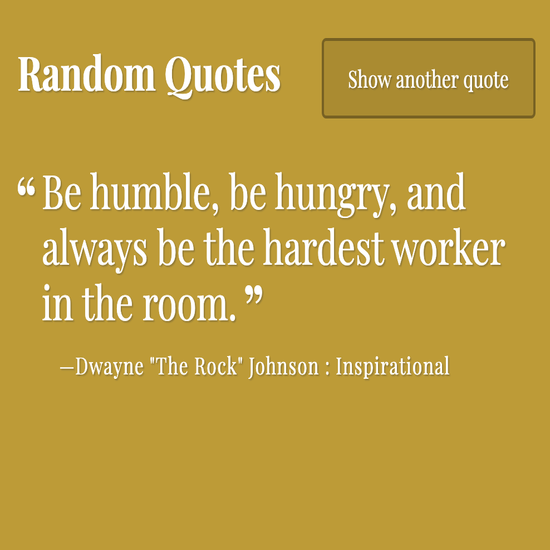 Random Quotes
Show another quote
“Be humble, be hungry, and
always be the hardest worker
in the room.”
—Dwayne "The Rock" Johnson : Inspirational